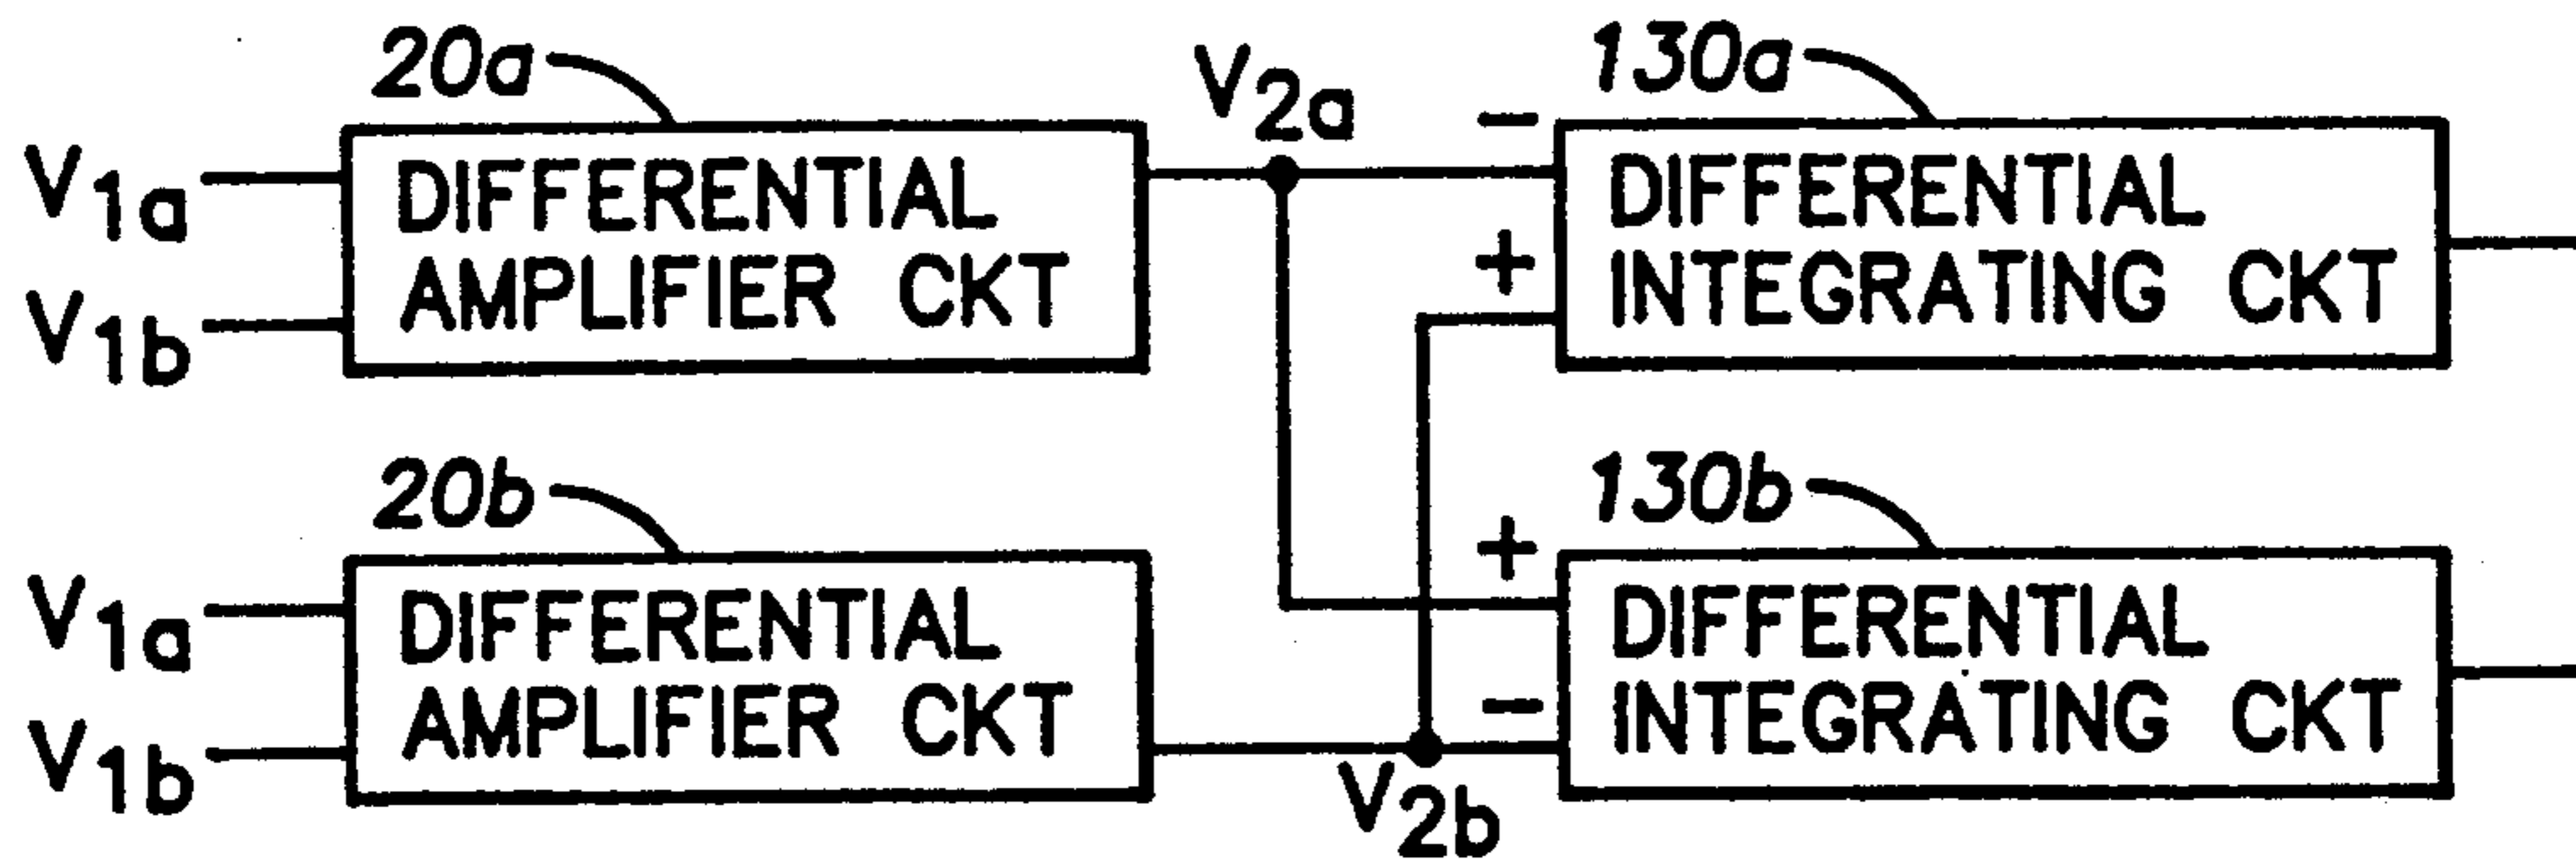 20a
V2a
130a
V1a
V1b
DIFFERENTIAL
AMPLIFIER CKT
-
+
DIFFERENTIAL
INTEGRATING CKT
20b
130b
V1a
V1b
DIFFERENTIAL
AMPLIFIER CKT
+
-
DIFFERENTIAL
INTEGRATING CKT
V2b